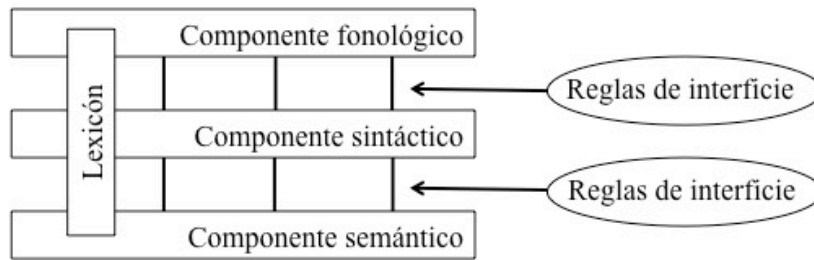 Componente fonológico
Reglas de interficie
Lexicón
Componente sintáctico
Reglas de interficie
Componente semántico